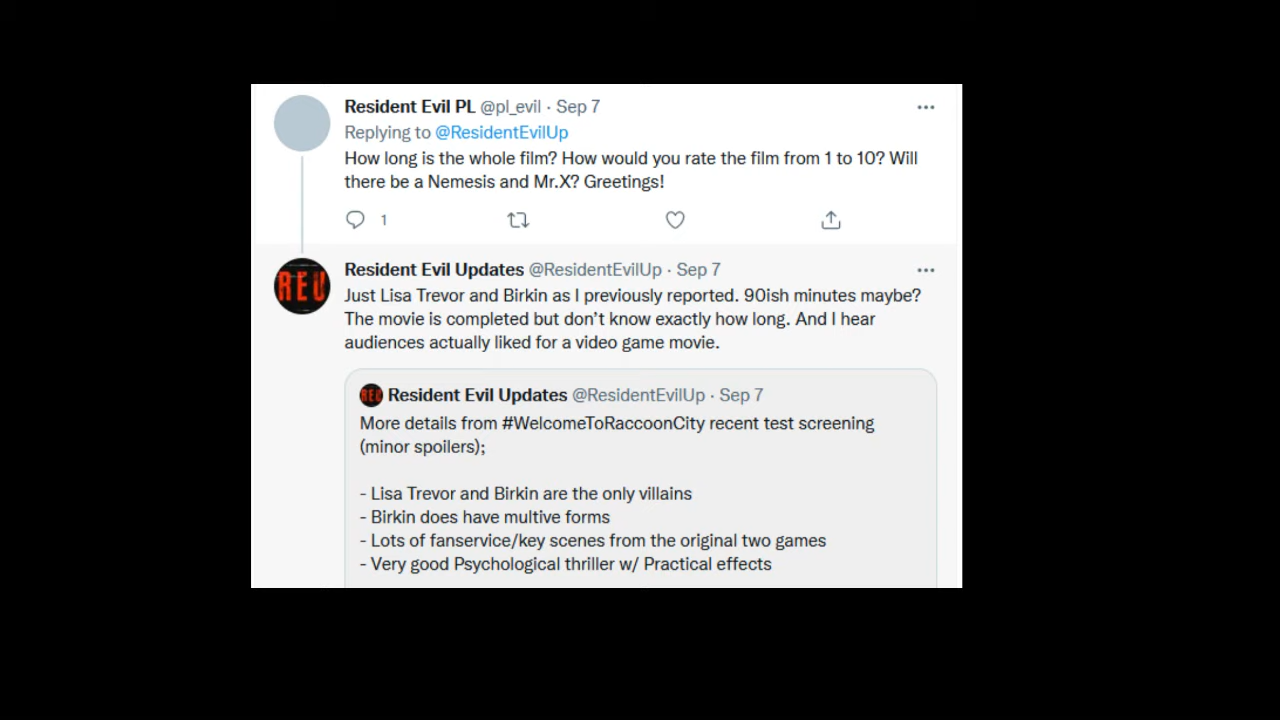 Resident Evil PL @pl_evil · Sep 7
Replying to @ResidentEvilUp
How long is the whole film? How would you rate the film from 1 to 10? Will
there be a Nemesis and Mr.X? Greetings!
1
REU
Resident Evil Updates @ResidentEvilUp · Sep 7
Just Lisa Trevor and Birkin as I previously reported. 90ish minutes maybe?
The movie is completed but don’t know exactly how long. And I hear
audiences actually liked for a video game movie.
REU
Resident Evil Updates @ResidentEvilUp · Sep 7
More details from #WelcomeToRaccoonCity recent test screening
(minor spoilers);
- Lisa Trevor and Birkin are the only villains
- Birkin does have multive forms
- Lots of fanservice/key scenes from the original two games
- Very good Psychological thriller w/ Practical effects